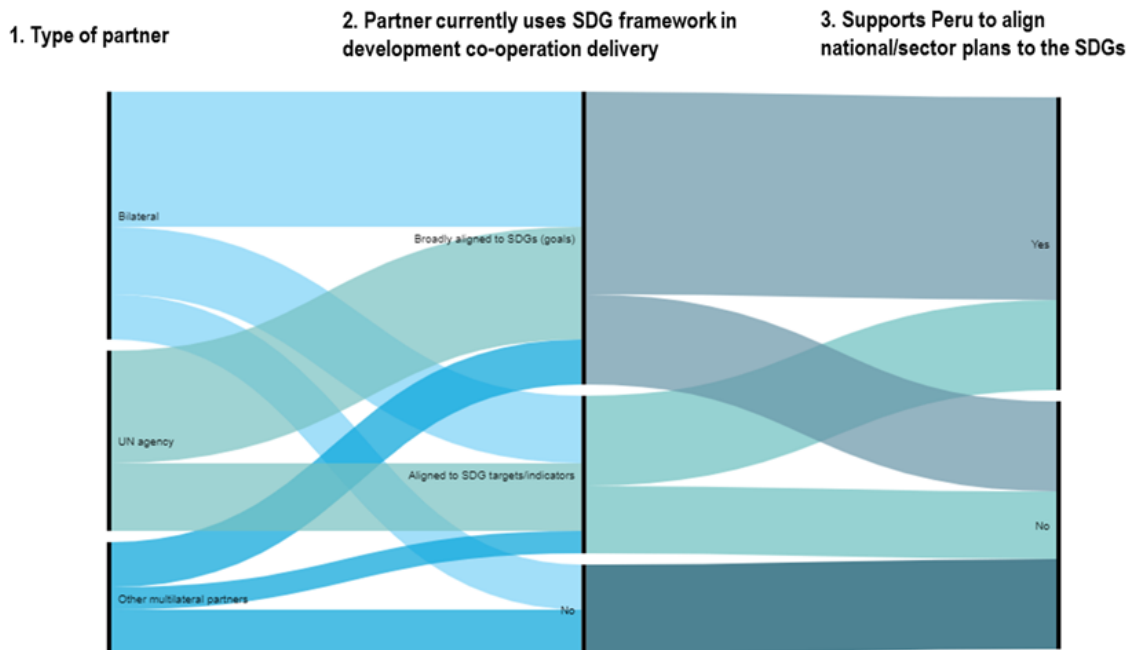 1. Type of partner
2. Partner currently uses SDG framework in
development co-operation delivery
3. Supports Peru to align
national/sector plans to the SDGs
Bilateral
Broadly aligned to SDGs (goals)
Yes
UN agency
Aligned to SDG targets/indicators
No
Other multilateral partners
No